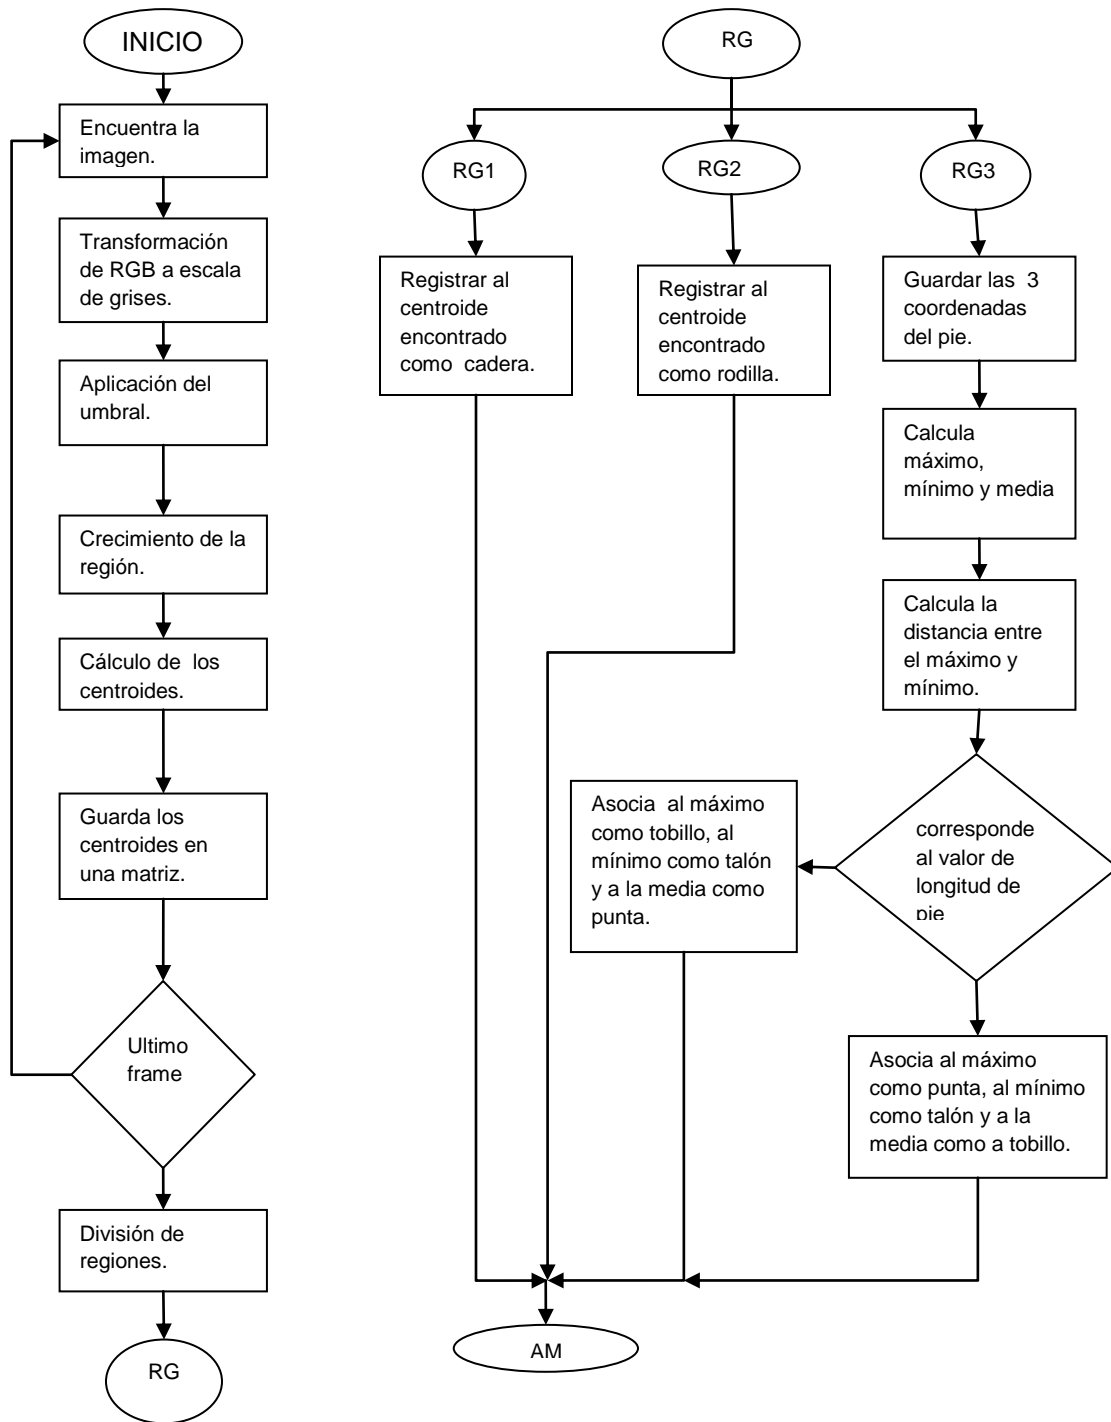 INICIO
Encuentra la
imagen.
Transformación
de RGB a escala
de grises.
Aplicación del
umbral.
Crecimiento de la
región.
Cálculo de los
centroides.
Guarda los
centroides en
una matriz.
Ultimo
frame
División de
regiones.
RG
RG
RG1
RG2
RG3
Registrar al
centroide
encontrado
como cadera.
Registrar al
centroide
encontrado
como rodilla.
Guardar las 3
coordenadas
del pie.
Calcula
máximo,
mínimo y media
Calcula la
distancia entre
el máximo y
mínimo.
corresponde
al valor de
longitud de
pie
Asocia al máximo
como tobillo, al
mínimo como talón
y a la media como
punta.
Asocia al máximo
como punta, al mínimo
como talón y a la
media como a tobillo.
AM